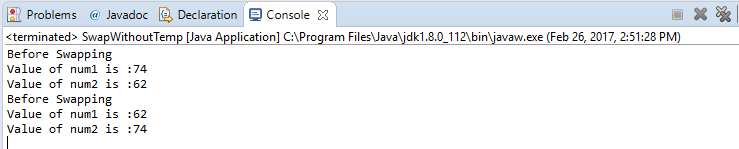 Problems @ Javadoc Declaration Console
<terminated> SwapWithoutTemp [Java Application] C:\Program Files\Java\jdk1.8.0_112\bin\javaw.exe (Feb 26, 2017, 2:51:28 PM)
Before Swapping
Value of num1 is :74
Value of num2 is :62
Before Swapping
Value of num1 is :62
Value of num2 is :74